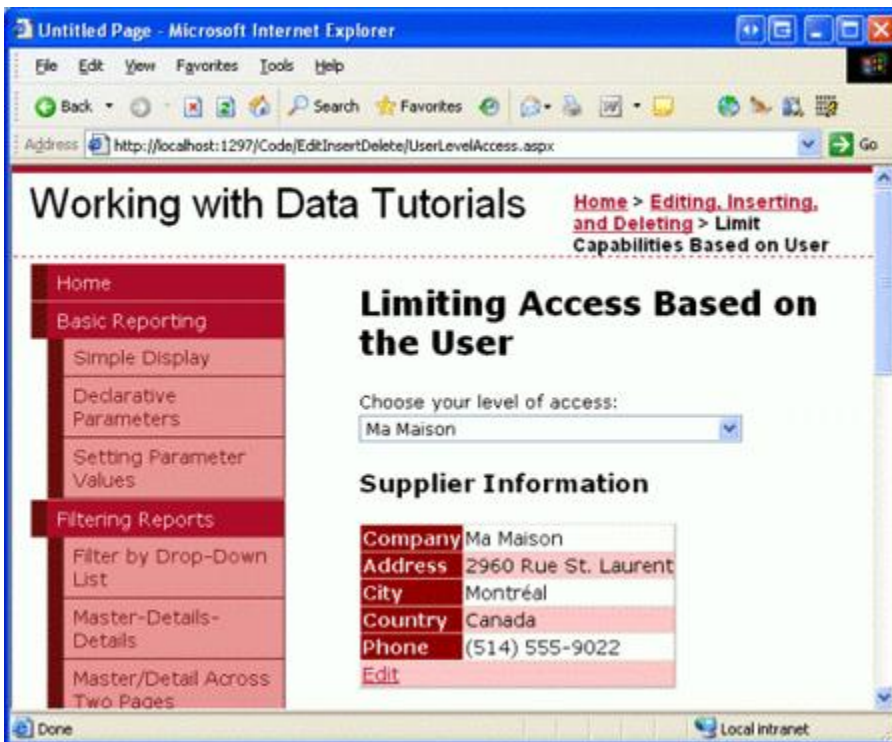 Untitled Page - Microsoft Internet Explorer
File Edit View Favorites Tools Help
Back Search Favorites
Address http://localhost:1297/Code/EditInsertDelete/UserLevelAccess.aspx Go
Working with Data Tutorials
Home > Editing, Inserting,
and Deleting > Limit
Capabilities Based on User
Home
Basic Reporting
Simple Display
Declarative
Parameters
Setting Parameter
Values
Filtering Reports
Filter by Drop-Down
List
Master-Details-
Details
Master/Detail Across
Two Pages
Limiting Access Based on
the User
Choose your level of access:
Ma Maison
Supplier Information
Company Ma Maison
Address 2960 Rue St. Laurent
City Montréal
Country Canada
Phone (514) 555-9022
Edit
Done
Local intranet